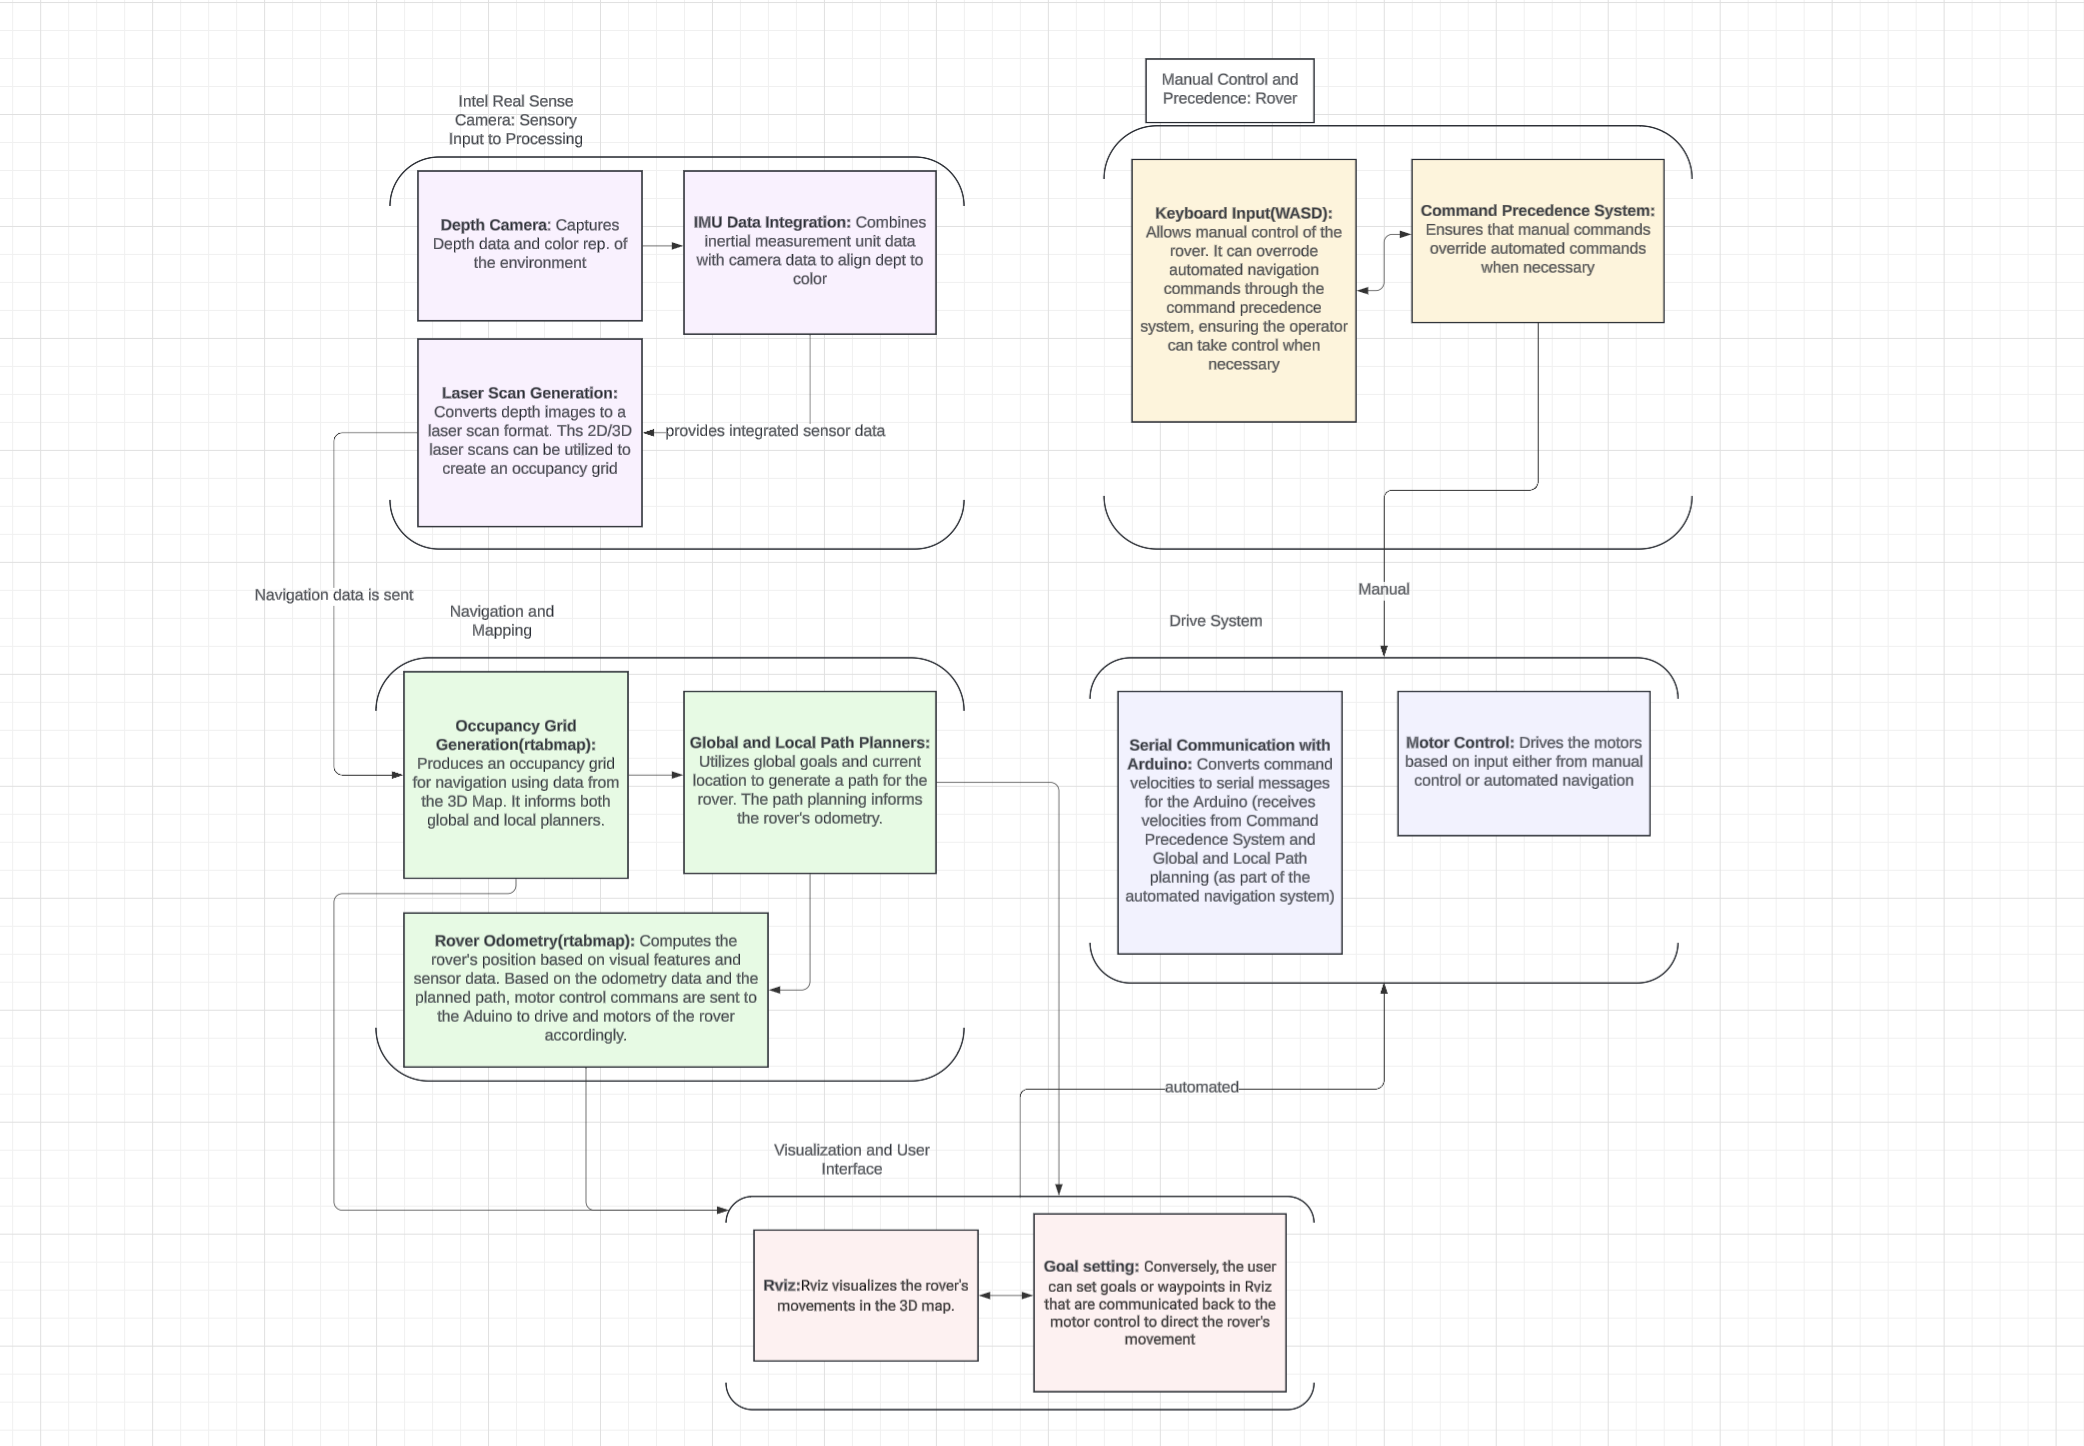 Intel Real Sense
Camera: Sensory
Input to Processing
Depth Camera: Captures
Depth data and color rep. of
the environment
IMU Data Integration: Combines
inertial measurement unit data
with camera data to align dept to
color
Laser Scan Generation:
Converts depth images to a
laser scan format. Ths 2D/3D
laser scans can be utilized to
create an occupancy grid
provides integrated sensor data
Manual Control and
Precedence: Rover
Keyboard Input(WASD):
Allows manual control of the
rover. It can overrode
automated navigation
commands through the
command precedence
system, ensuring the operator
can take control when
necessary
Command Precedence System:
Ensures that manual commands
override automated commands
when necessary
Navigation data is sent
Navigation and
Mapping
Occupancy Grid
Generation(rtabmap):
Produces an occupancy grid
for navigation using data from
the 3D Map. It informs both
global and local planners.
Global and Local Path Planners:
Utilizes global goals and current
location to generate a path for the
rover. The path planning informs
the rover's odometry.
Rover Odometry(rtabmap): Computes the
rover's position based on visual features and
sensor data. Based on the odometry data and the
planned path, motor control commans are sent to
the Aduino to drive and motors of the rover
accordingly.
Manual
Drive System
Serial Communication with
Arduino: Converts command
velocities to serial messages
for the Arduino (receives
velocities from Command
Precedence System and
Global and Local Path
planning (as part of the
automated navigation system)
Motor Control: Drives the motors
based on input either from manual
control or automated navigation
automated
Visualization and User
Interface
Rviz:Rviz visualizes the rover's
movements in the 3D map.
Goal setting: Conversely, the user
can set goals or waypoints in Rviz
that are communicated back to the
motor control to direct the rover's
movement